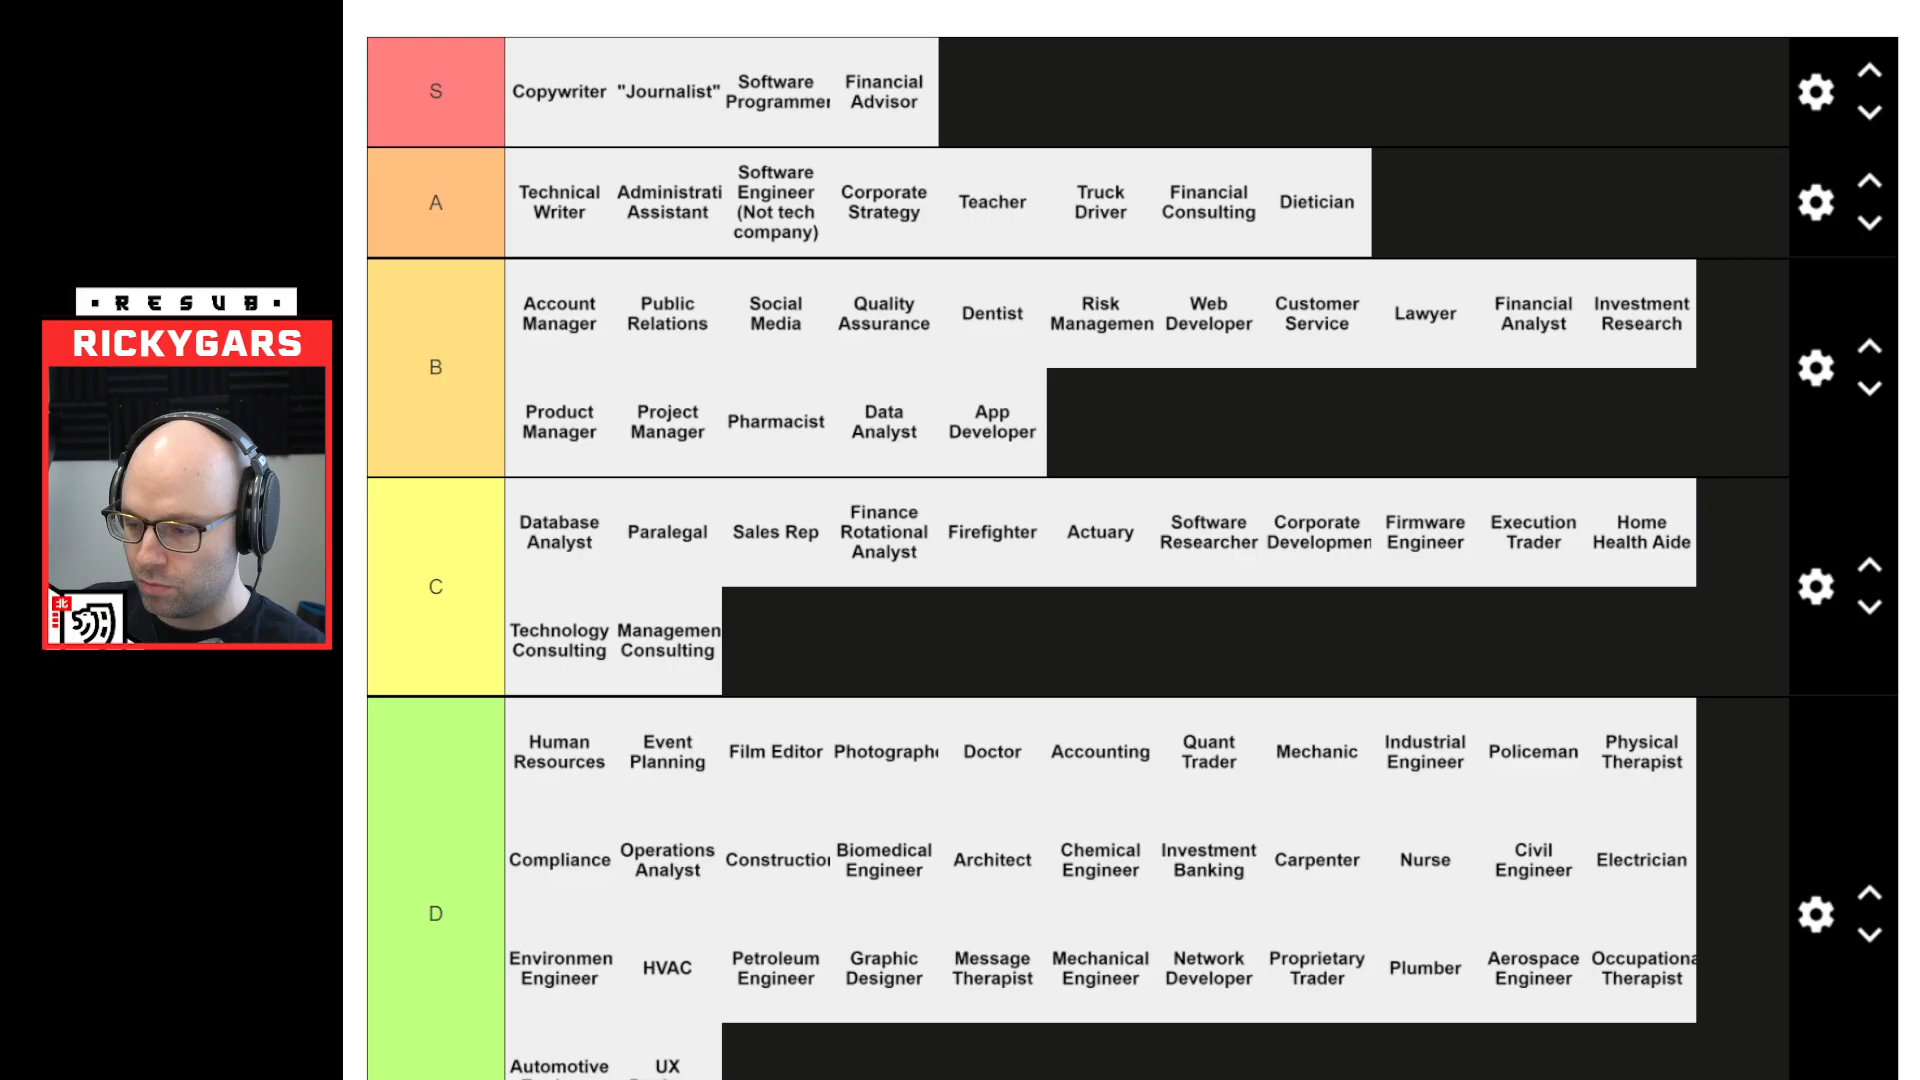 · R E S U B ·
RICKYGARS
北
S
Copywriter
"Journalist"
Software
Programmer
Financial
Advisor
A
Technical
Writer
Administrati
Assistant
Software
Engineer
(Not tech
company)
Corporate
Strategy
Teacher
Truck
Driver
Financial
Consulting
Dietician
B
Account
Manager
Public
Relations
Social
Media
Quality
Assurance
Dentist
Risk
Managemen
Web
Developer
Customer
Service
Lawyer
Financial
Analyst
Investment
Research
Product
Manager
Project
Manager
Pharmacist
Data
Analyst
App
Developer
C
Database
Analyst
Paralegal
Sales Rep
Finance
Rotational
Analyst
Firefighter
Actuary
Software
Researcher
Corporate
Developmen
Firmware
Engineer
Execution
Trader
Home
Health Aide
Technology
Consulting
Managemen
Consulting
D
Human
Resources
Event
Planning
Film Editor
Photographe
Doctor
Accounting
Quant
Trader
Mechanic
Industrial
Engineer
Policeman
Physical
Therapist
Compliance
Operations
Analyst
Construction
Biomedical
Engineer
Architect
Chemical
Engineer
Investment
Banking
Carpenter
Nurse
Civil
Engineer
Electrician
Environmen
Engineer
HVAC
Petroleum
Engineer
Graphic
Designer
Message
Therapist
Mechanical
Engineer
Network
Developer
Proprietary
Trader
Plumber
Aerospace
Engineer
Occupationa
Therapist
Automotive
UX